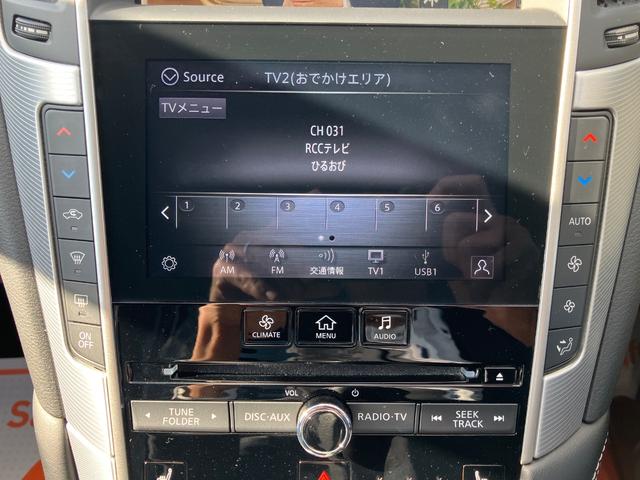 Source TV2(おでかけエリア)
TVメニュー
CH 031
RCCテレビ
ひるおび
1 2 3 4 5 6
AM FM 交通情報 TV1 USB1
AUTO
ON
OFF
CLIMATE MENU AUDIO
VOL
TUNE
FOLDER
DISC·AUX
RADIO·TV
SEEK
TRACK